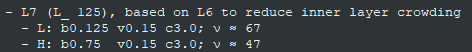 - L7 (L_ 125), based on L6 to reduce inner layer crowding
- L: b0.125 v0.15 c3.0; ν ≈ 67
- H: b0.75  v0.15 c3.0; ν ≈ 47